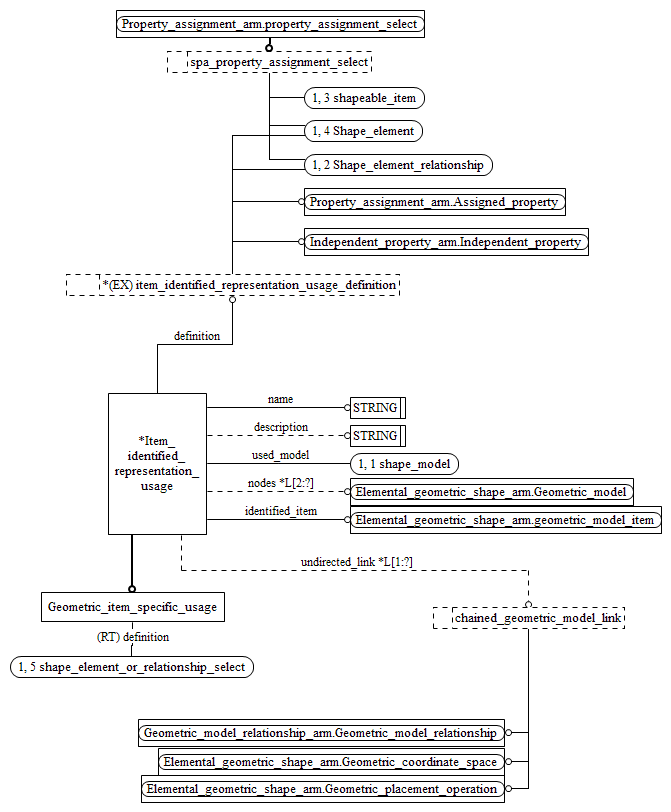 Property_assignment_arm.property_assignment_select
spa_property_assignment_select
1, 3 shapeable_item
1, 4 Shape_element
1, 2 Shape_element_relationship
Property_assignment_arm.Assigned_property
Independent_property_arm.Independent_property
*(EX) item_identified_representation_usage_definition
definition
name
STRING
description
STRING
*Item_
identified_
representation_
usage
used_model
1, 1 shape_model
nodes *L[2:?]
Elemental_geometric_shape_arm.Geometric_model
identified_item
Elemental_geometric_shape_arm.geometric_model_item
undirected_link *L[1:?]
Geometric_item_specific_usage
chained_geometric_model_link
(RT) definition
1, 5 shape_element_or_relationship_select
Geometric_model_relationship_arm.Geometric_model_relationship
Elemental_geometric_shape_arm.Geometric_coordinate_space
Elemental_geometric_shape_arm.Geometric_placement_operation